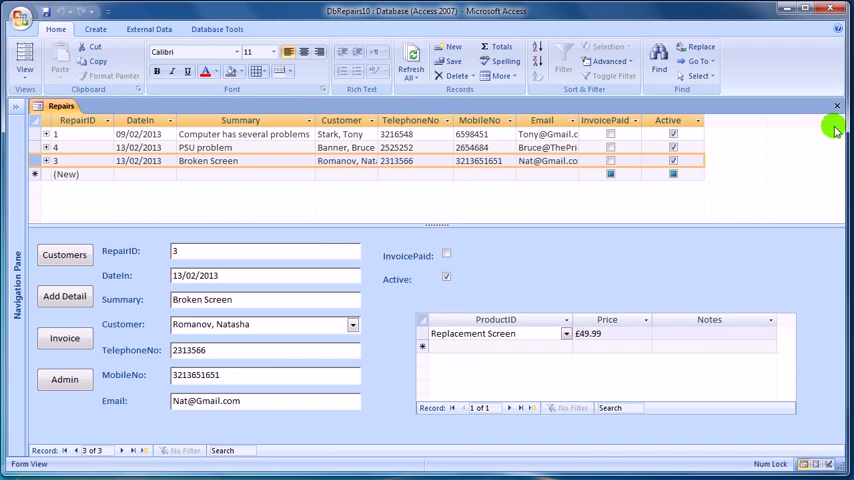 DbRepairs10 : Database (Access 2007) - Microsoft Access
Home Create External Data Database Tools
View
Views
Paste
Cut
Copy
Format Painter
Clipboard
Calibri 11
B I U A
Font
Rich Text
Refresh All
New
Save
Delete
Totals
Spelling
More
Records
Filter
Selection
Advanced
Toggle Filter
Sort & Filter
Find
Replace
Go To
Select
Find
Repairs
RepairID DateIn Summary Customer TelephoneNo MobileNo Email InvoicePaid Active
1 09/02/2013 Computer has several problems Stark, Tony 3216548 6598451 Tony@Gmail.c
4 13/02/2013 PSU problem Banner, Bruce 2525252 2654684 Bruce@ThePri
3 13/02/2013 Broken Screen Romanov, Nata 2313566 3213651651 Nat@Gmail.co
(New)
Navigation Pane
Customers
Add Detail
Invoice
Admin
RepairID: 3
DateIn: 13/02/2013
Summary: Broken Screen
Customer: Romanov, Natasha
TelephoneNo: 2313566
MobileNo: 3213651651
Email: Nat@Gmail.com
InvoicePaid:
Active:
ProductID Price Notes
Replacement Screen £49.99
Record: 1 of 1 No Filter Search
Record: 3 of 3 No Filter Search
Form View Num Lock